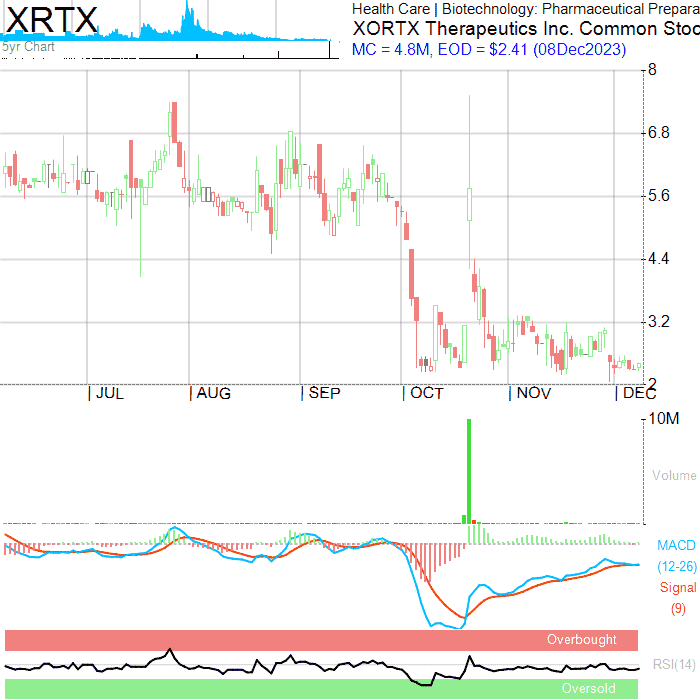 XRTX
5yr Chart
Health Care | Biotechnology: Pharmaceutical Prepara
XORTX Therapeutics Inc. Common Stoc
MC = 4.8M, EOD = $2.41 (08Dec2023)
8
6.8
5.6
4.4
3.2
2
JUL AUG SEP OCT NOV DEC
10M
Volume
MACD
(12-26)
Signal
(9)
Overbought
RSI(14)
Oversold